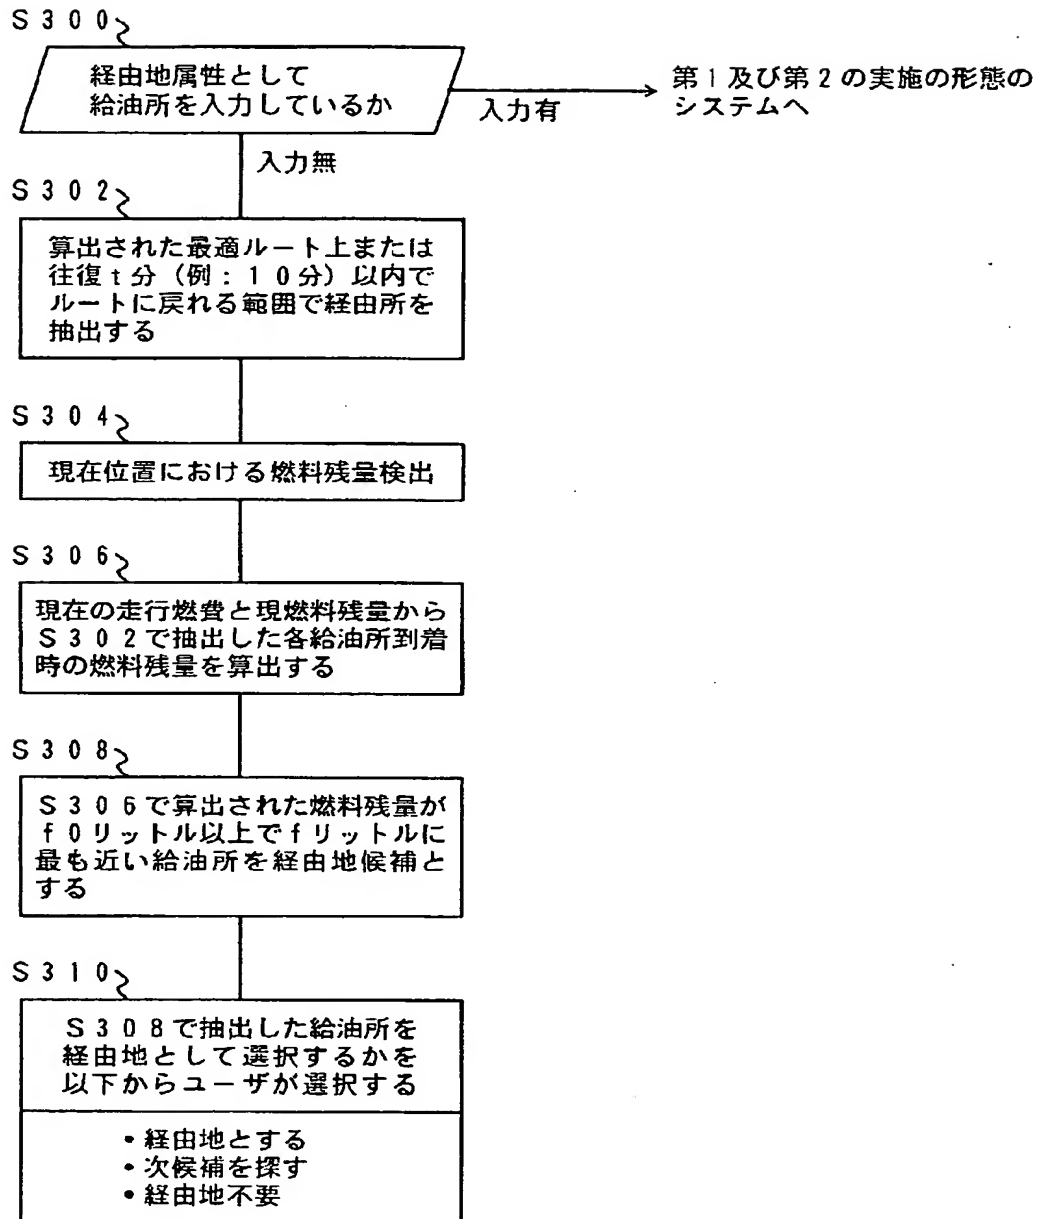 S300
経由地属性として
給油所を入力しているか
入力有
第1及び第2の実施の形態の
システムへ
入力無
S302
算出された最適ルート上または
往復t分(例:10分)以内で
ルートに戻れる範囲で経由所を
抽出する
S304
現在位置における燃料残量検出
S306
現在の走行燃費と現燃料残量から
S302で抽出した各給油所到着
時の燃料残量を算出する
S308
S306で算出された燃料残量が
f0リットル以上でfリットルに
最も近い給油所を経由地候補と
する
S310
S308で抽出した給油所を
経由地として選択するかを
以下からユーザが選択する
・経由地とする
・次候補を探す
・経由地不要